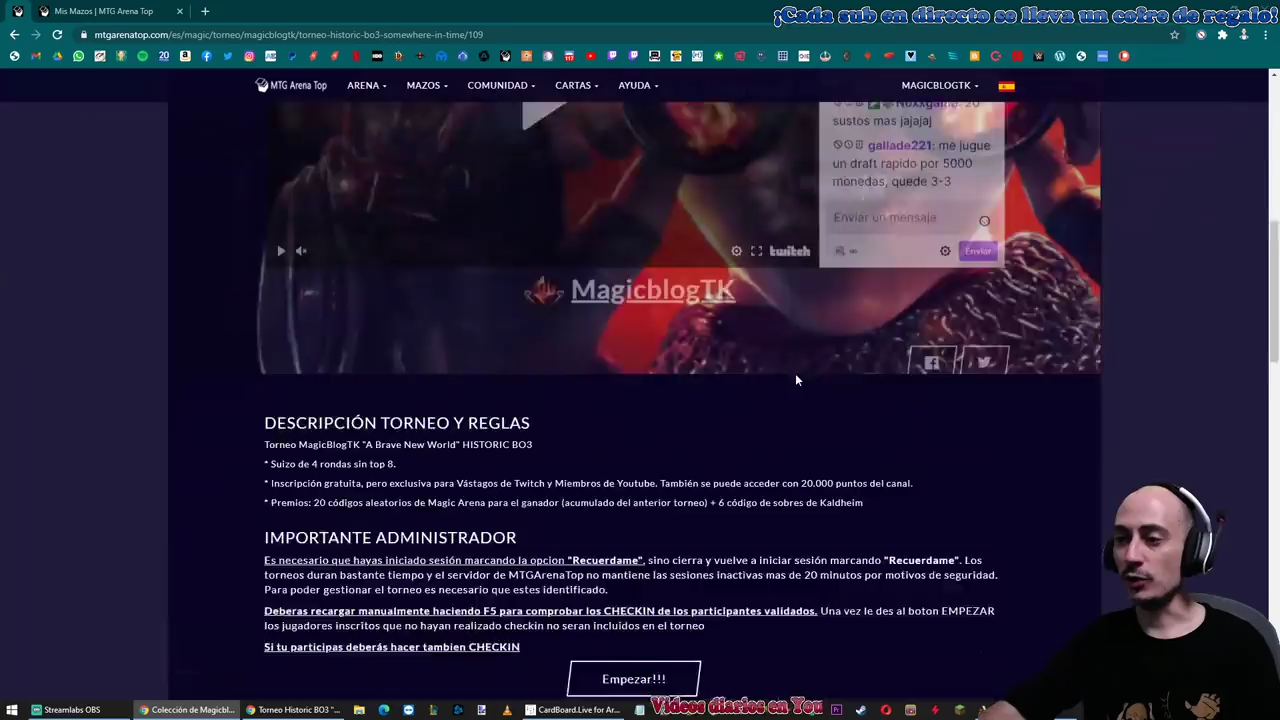 ¡Cada sub en directo se lleva un cofre de regalo!
Mis Mazos | MTG Arena Top
mtgarenatop.com/es/magic/torneo/magicblogtk/torneo-historic-bo3-somewhere-in-time/109
MTG Arena Top
ARENA
MAZOS
COMUNIDAD
CARTAS
AYUDA
MAGICBLOGTK
20
sustos mas jajajaj
gallade221: me jugue
un draft rapido por 5000
monedas, quede 3-3
Enviar un mensaje
Enviar
twitch
MagicblogTK
DESCRIPCIÓN TORNEO Y REGLAS
Torneo MagicBlogTK "A Brave New World" HISTORIC BO3
* Suizo de 4 rondas sin top 8.
* Inscripción gratuita, pero exclusiva para Vástagos de Twitch y Miembros de Youtube. También se puede acceder con 20.000 puntos del canal.
* Premios: 20 códigos aleatorios de Magic Arena para el ganador (acumulado del anterior torneo) + 6 código de sobres de Kaldheim
IMPORTANTE ADMINISTRADOR
Es necesario que hayas iniciado sesión marcando la opcion "Recuerdame", sino cierra y vuelve a iniciar sesión marcando "Recuerdame". Los
torneos duran bastante tiempo y el servidor de MTGArenaTop no mantiene las sesiones inactivas mas de 20 minutos por motivos de seguridad.
Para poder gestionar el torneo es necesario que estes identificado.
Deberas recargar manualmente haciendo F5 para comprobar los CHECKIN de los participantes validados. Una vez le des al boton EMPEZAR
los jugadores inscritos que no hayan realizado checkin no seran incluidos en el torneo
Si tu participas deberás hacer tambien CHECKIN
Empezar!!!
Vídeos diarios en You
Streamlabs OBS
Colección de Magicbl...
Torneo Historic BO3 "...
CardBoard.Live for Ar...